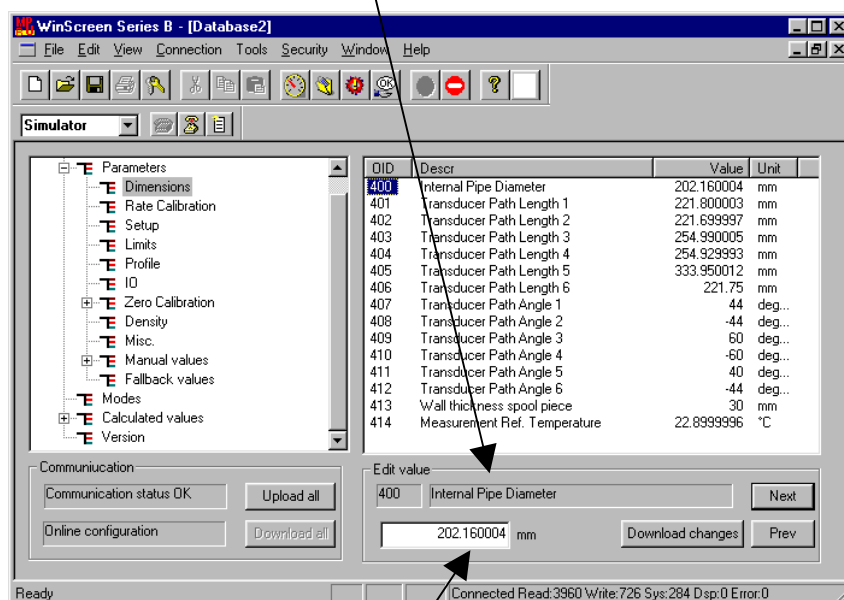 WinScreen Series B - [Database2]
File Edit View Connection Tools Security Window Help
OK
Simulator
Parameters
Dimensions
Rate Calibration
Setup
Limits
Profile
IO
Zero Calibration
Density
Misc.
Manual values
Fallback values
Modes
Calculated values
Version
OID Descr Value Unit
400 Internal Pipe Diameter 202.160004 mm
401 Transducer Path Length 1 221.800003 mm
402 Transducer Path Length 2 221.699997 mm
403 Transducer Path Length 3 254.990005 mm
404 Transducer Path Length 4 254.929993 mm
405 Transducer Path Length 5 333.950012 mm
406 Transducer Path Length 6 221.75 mm
407 Transducer Path Angle 1 44 deg...
408 Transducer Path Angle 2 -44 deg...
409 Transducer Path Angle 3 60 deg...
410 Transducer Path Angle 4 -60 deg...
411 Transducer Path Angle 5 40 deg...
412 Transducer Path Angle 6 -44 deg...
413 Wall thickness spool piece 30 mm
414 Measurement Ref. Temperature 22.8999996 °C
Communiucation
Communication status OK Upload all
Online configuration Download all
Edit value
400 Internal Pipe Diameter Next
202.160004 mm Download changes Prev
Ready Connected Read:3960 Write:726 Sys:284 Dsp:0 Error:0